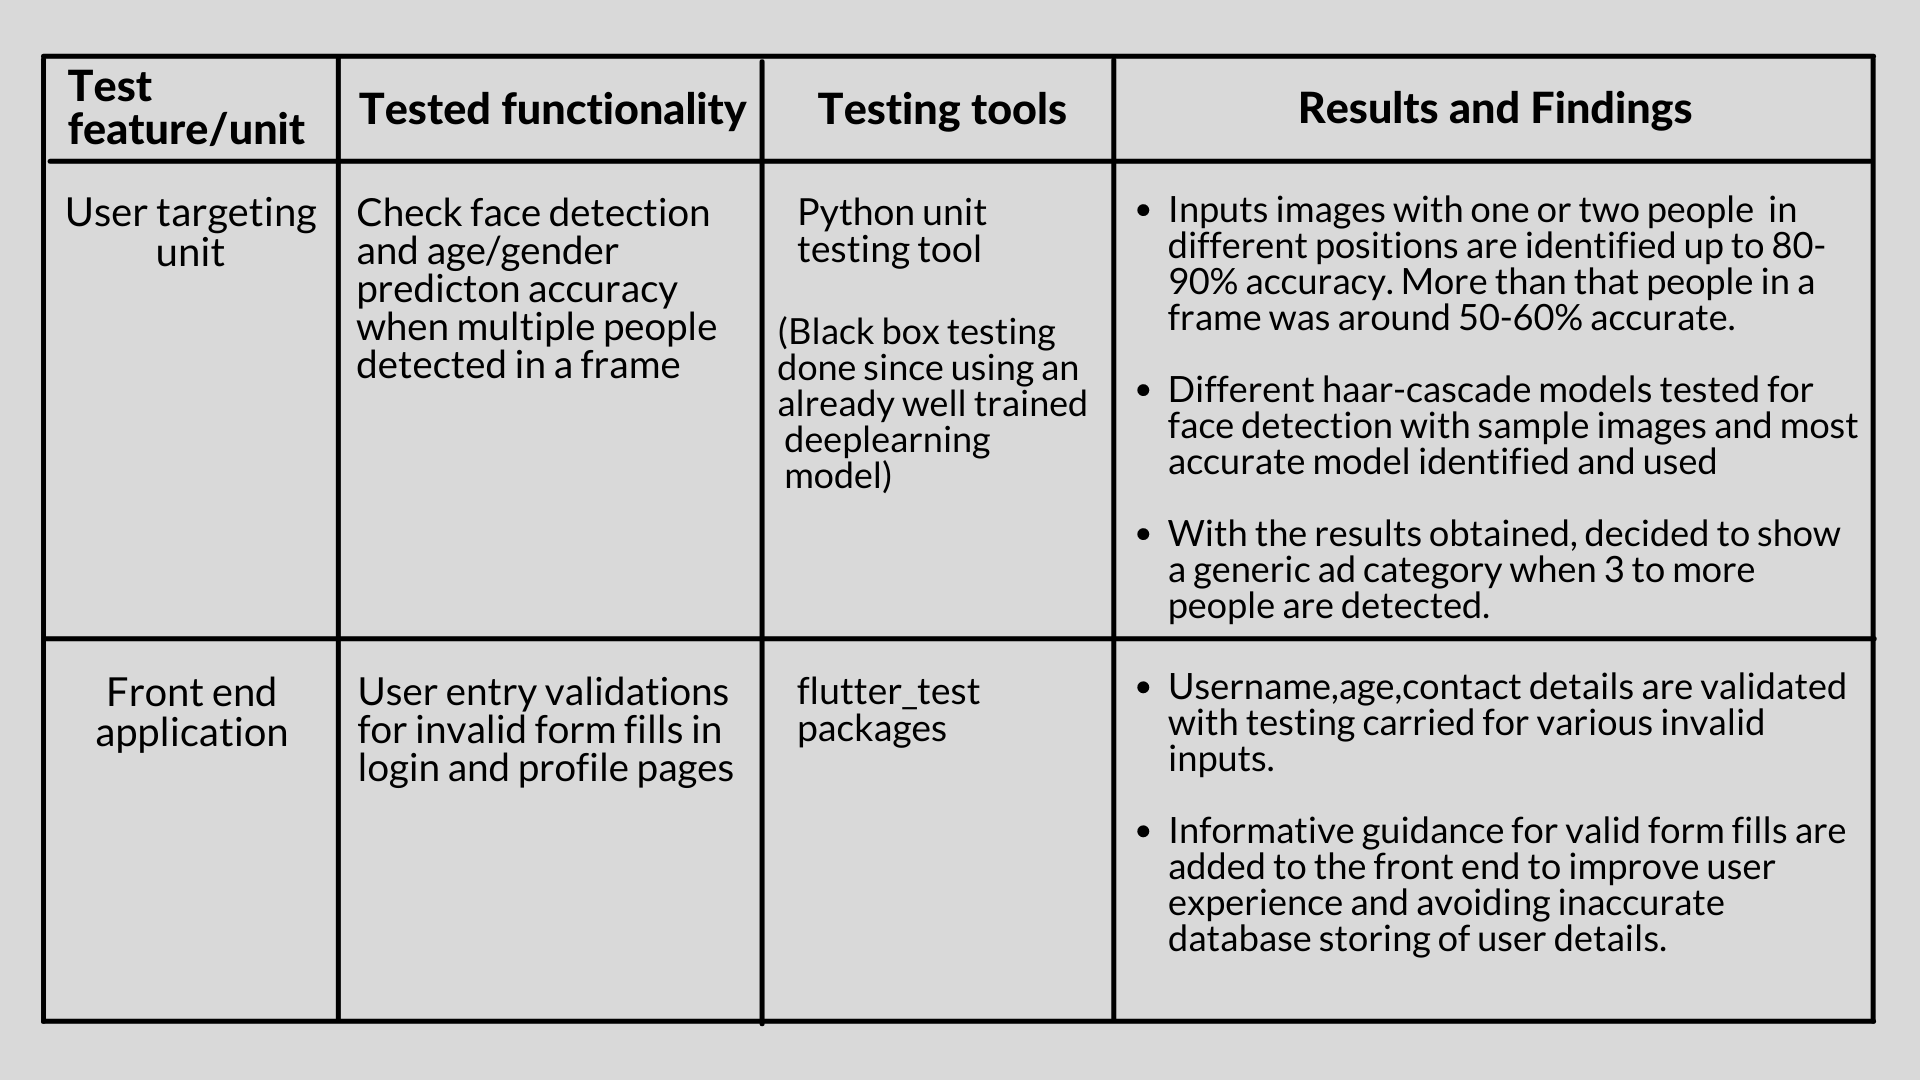 Test
feature/unit
Tested functionality
Testing tools
Results and Findings
User targeting
unit
Check face detection
and age/gender
predicton accuracy
when multiple people
detected in a frame
Python unit
testing tool
(Black box testing
done since using an
already well trained
deeplearning
model)
• Inputs images with one or two people in
different positions are identified up to 80-
90% accuracy. More than that people in a
frame was around 50-60% accurate.
• Different haar-cascade models tested for
face detection with sample images and most
accurate model identified and used
• With the results obtained, decided to show
a generic ad category when 3 to more
people are detected.
Front end
application
User entry validations
for invalid form fills in
login and profile pages
flutter_test
packages
• Username,age,contact details are validated
with testing carried for various invalid
inputs.
• Informative guidance for valid form fills are
added to the front end to improve user
experience and avoiding inaccurate
database storing of user details.